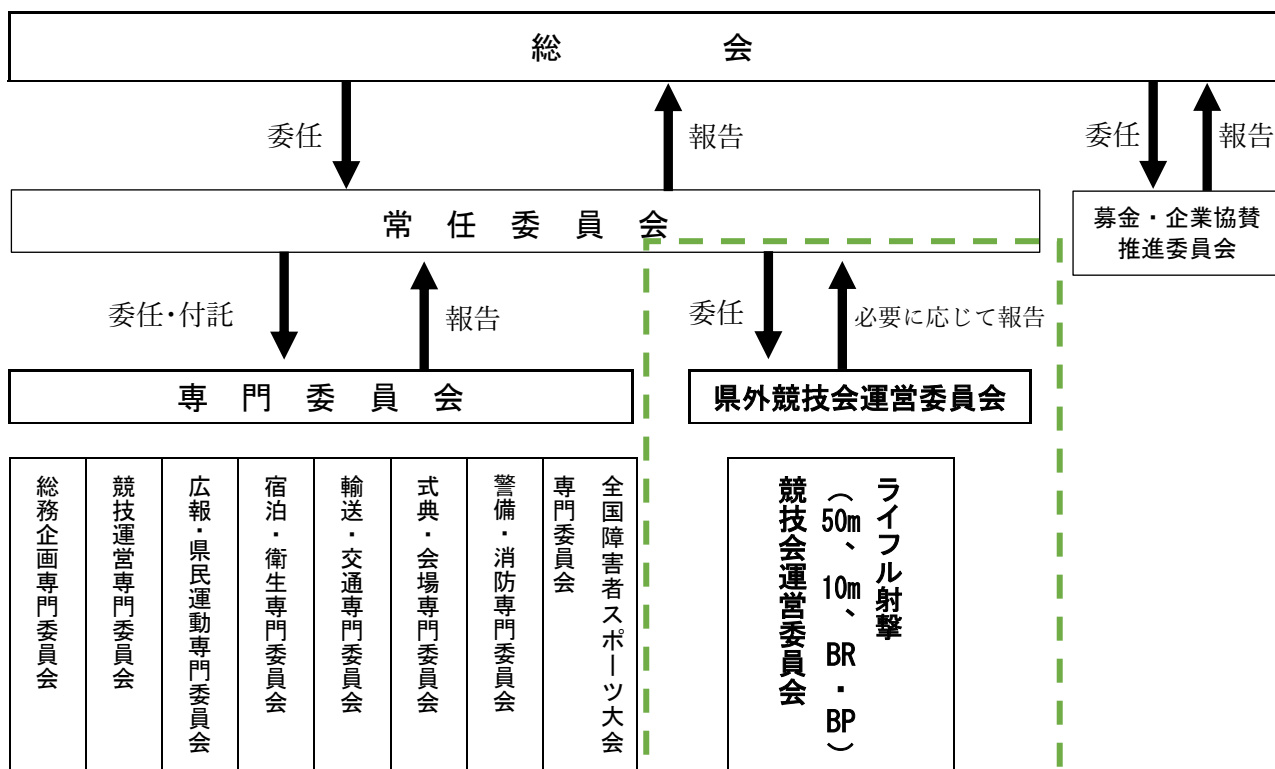 総会
委任
報告
委任
報告
常任委員会
募金・企業協賛
推進委員会
委任・付託
報告
委任
必要に応じて報告
専門委員会
県外競技会運営委員会
総務企画専門委員会
競技運営専門委員会
広報・県民運動専門委員会
宿泊・衛生専門委員会
輸送・交通専門委員会
式典・会場専門委員会
警備・消防専門委員会
全国障害者スポーツ大会
専門委員会
ライフル射撃
（50m、10m、BR・BP）
競技会運営委員会